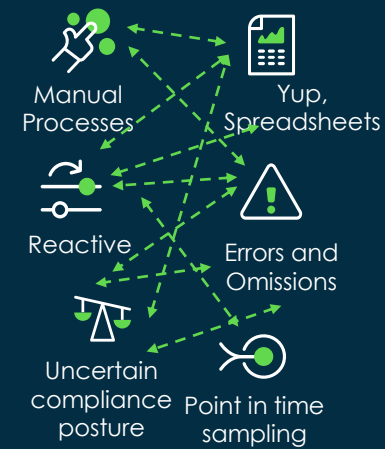 Manual
Processes
Yup,
Spreadsheets
Reactive
Errors and
Omissions
Uncertain
compliance
posture
Point in time
sampling